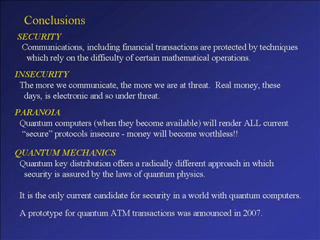 Conclusions
SECURITY
Communications, including financial transactions are protected by techniques
which rely on the difficulty of certain mathematical operations.
INSECURITY
The more we communicate, the more we are at threat. Real money, these
days, is electronic and so under threat.
PARANOIA
Quantum computers (when they become available) will render ALL current
“secure” protocols insecure - money will become worthless!!
QUANTUM MECHANICS
Quantum key distribution offers a radically different approach in which
security is assured by the laws of quantum physics.
It is the only current candidate for security in a world with quantum computers.
A prototype for quantum ATM transactions was announced in 2007.